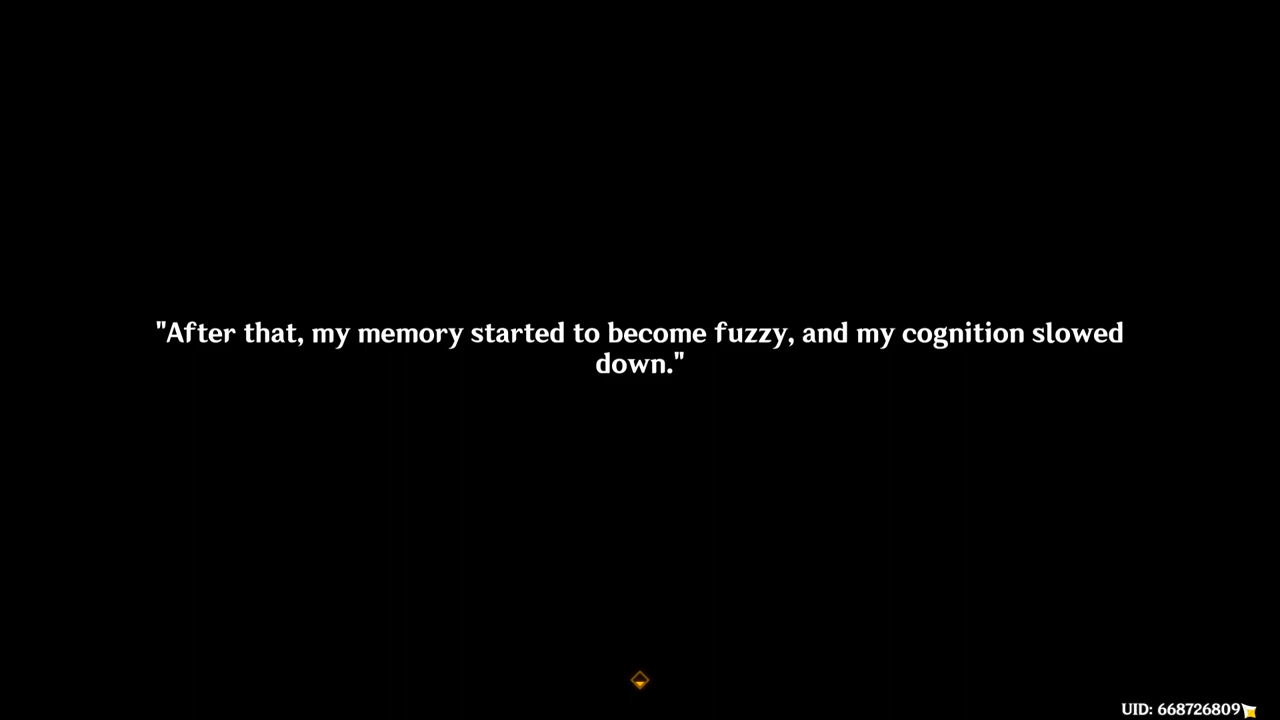 "After that, my memory started to become fuzzy, and my cognition slowed
down."
UID: 668726809